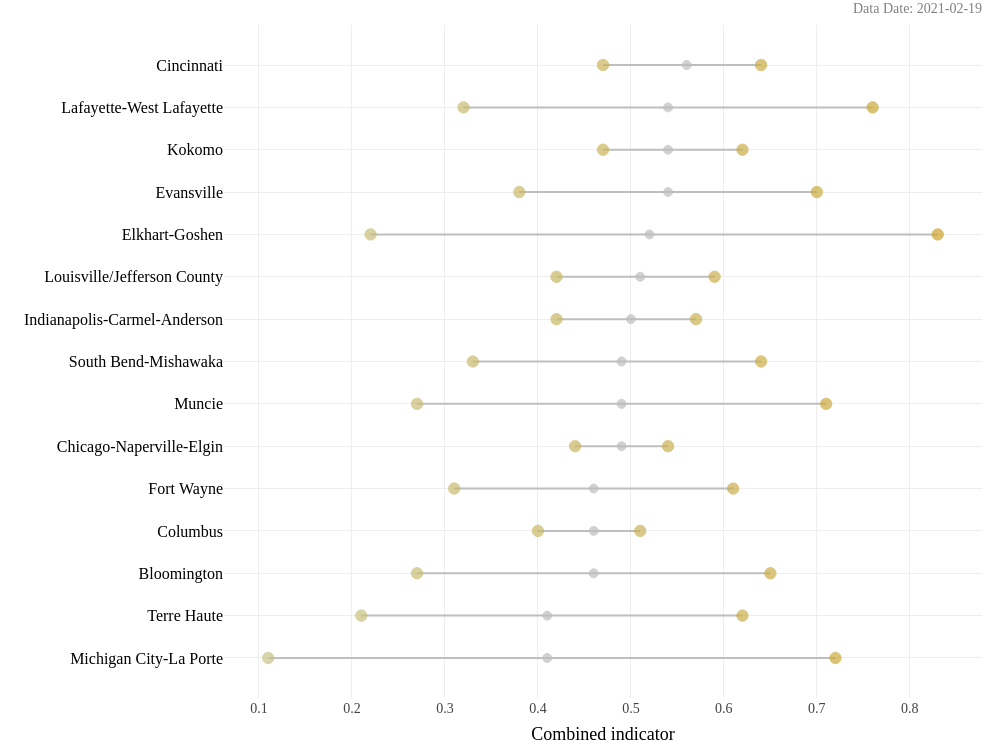 Data Date: 2021-02-19
Cincinnati
Lafayette-West Lafayette
Kokomo
Evansville
Elkhart-Goshen
Louisville/Jefferson County
Indianapolis-Carmel-Anderson
South Bend-Mishawaka
Muncie
Chicago-Naperville-Elgin
Fort Wayne
Columbus
Bloomington
Terre Haute
Michigan City-La Porte
0.1 0.2 0.3 0.4 0.5 0.6 0.7 0.8
Combined indicator